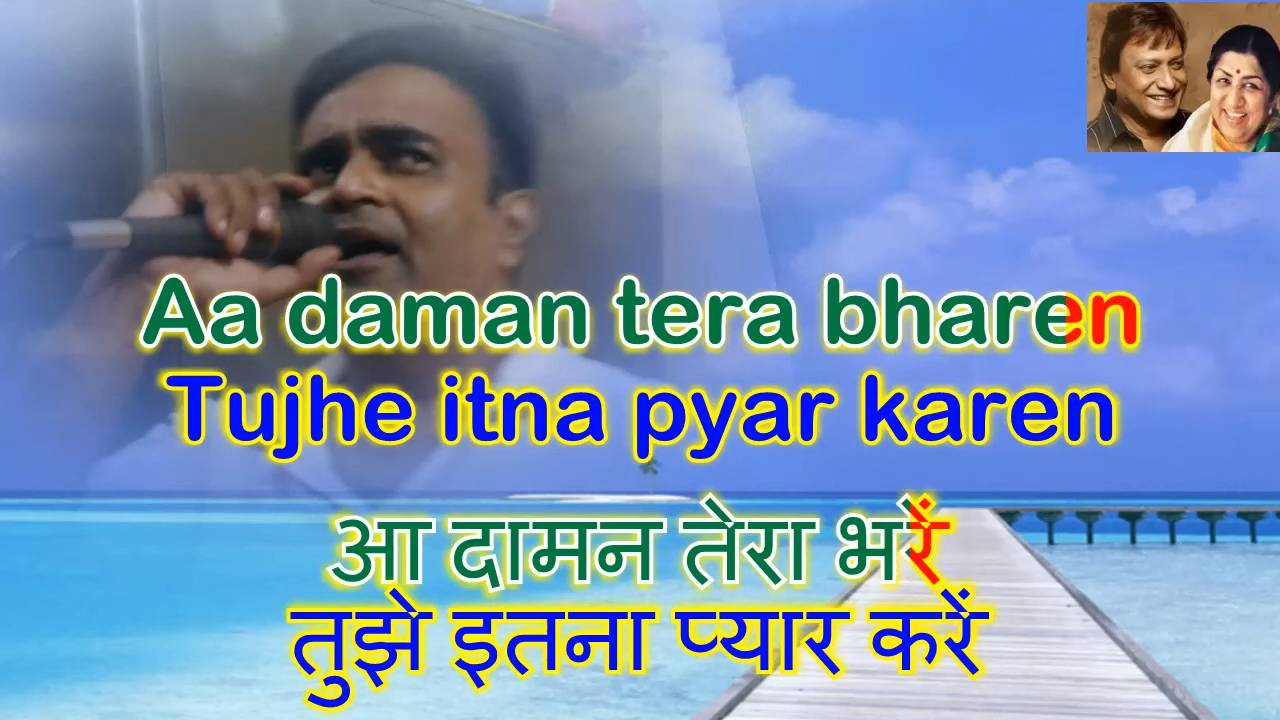 Aa daman tera bharen
Tujhe itna pyar karen
आ दामन तेरा भरें
तुझे इतना प्यार करें